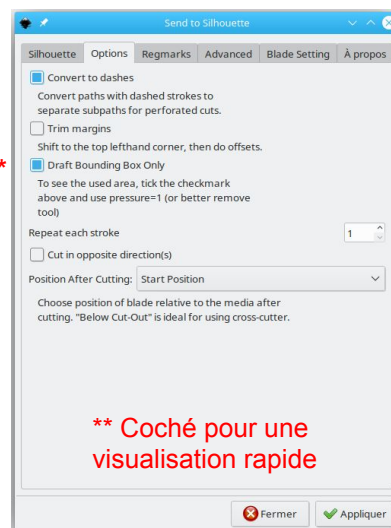 Send to Silhouette
Silhouette Options Regmarks Advanced Blade Setting À propos
Convert to dashes
Convert paths with dashed strokes to
separate subpaths for perforated cuts.
Trim margins
Shift to the top lefthand corner, then do offsets.
* Draft Bounding Box Only
To see the used area, tick the checkmark
above and use pressure=1 (or better remove
tool)
Repeat each stroke 1
Cut in opposite direction(s)
Position After Cutting: Start Position
Choose position of blade relative to the media after
cutting. "Below Cut-Out" is ideal for using cross-cutter.
** Coché pour une
visualisation rapide
Fermer Appliquer